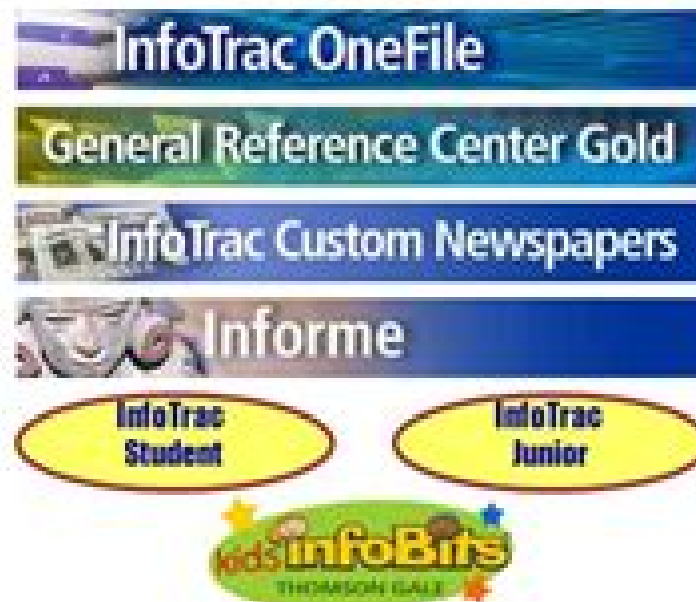 InfoTrac OneFile
General Reference Center Gold
InfoTrac Custom Newspapers
Informe
InfoTrac
Student
InfoTrac
Junior
kids InfoBits
THOMSON GALE